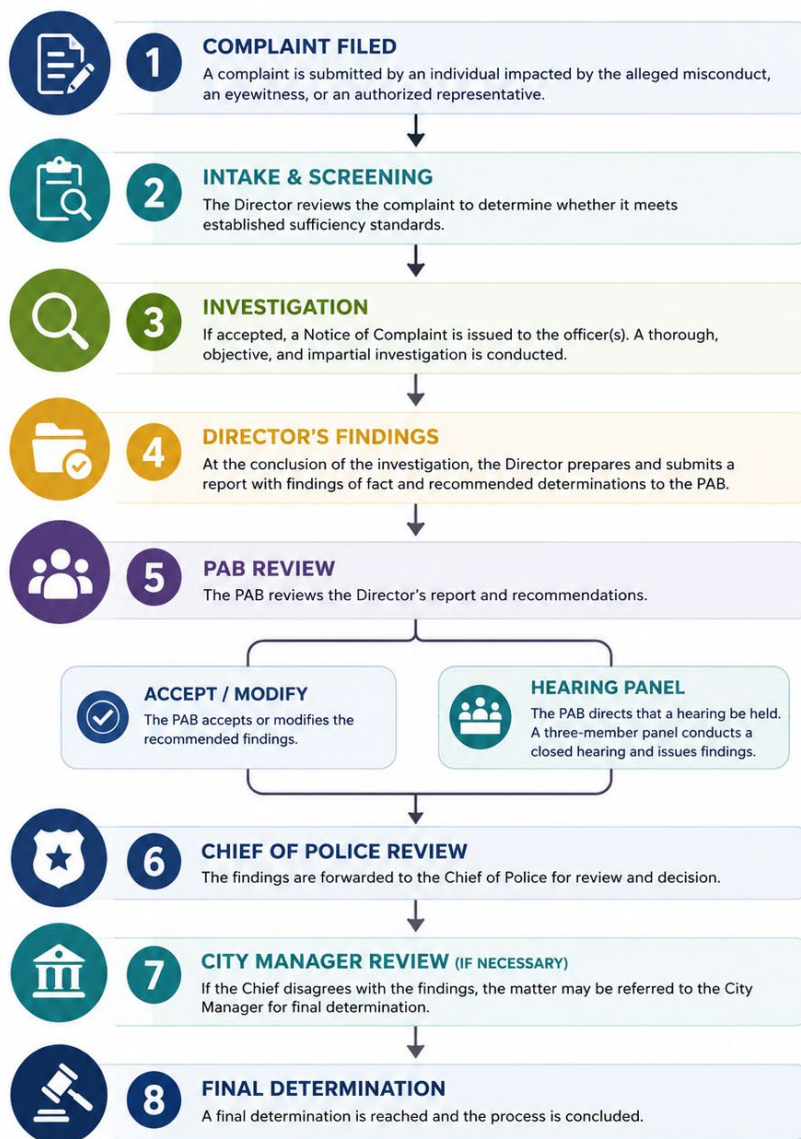 1
COMPLAINT FILED
A complaint is submitted by an individual impacted by the alleged misconduct,
an eyewitness, or an authorized representative.
2
INTAKE & SCREENING
The Director reviews the complaint to determine whether it meets
established sufficiency standards.
3
INVESTIGATION
If accepted, a Notice of Complaint is issued to the officer(s). A thorough,
objective, and impartial investigation is conducted.
4
DIRECTOR'S FINDINGS
At the conclusion of the investigation, the Director prepares and submits a
report with findings of fact and recommended determinations to the PAB.
5
PAB REVIEW
The PAB reviews the Director's report and recommendations.
ACCEPT / MODIFY
The PAB accepts or modifies the
recommended findings.
HEARING PANEL
The PAB directs that a hearing be held.
A three-member panel conducts a
closed hearing and issues findings.
6
CHIEF OF POLICE REVIEW
The findings are forwarded to the Chief of Police for review and decision.
7
CITY MANAGER REVIEW (IF NECESSARY)
If the Chief disagrees with the findings, the matter may be referred to the City
Manager for final determination.
8
FINAL DETERMINATION
A final determination is reached and the process is concluded.